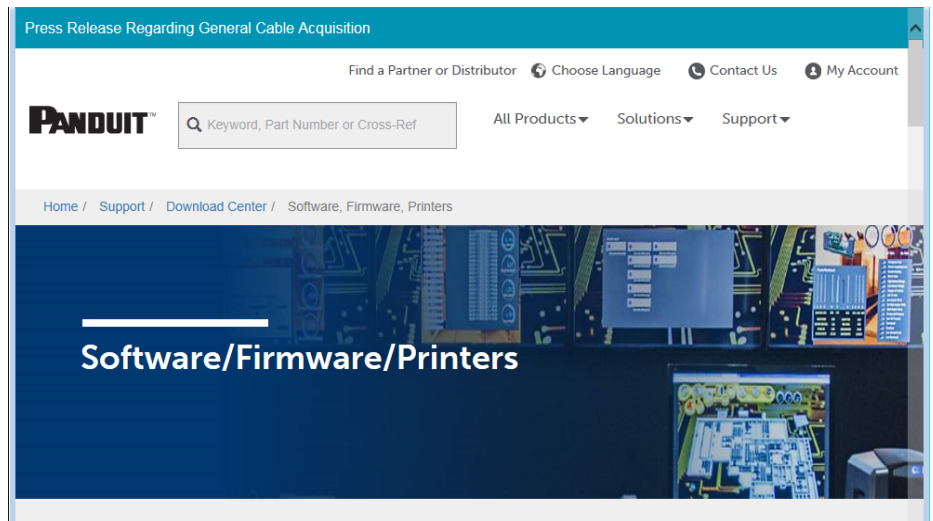 Press Release Regarding General Cable Acquisition
Find a Partner or Distributor Choose Language Contact Us My Account
PANDUIT™ Keyword, Part Number or Cross-Ref All Products Solutions Support
Home / Support / Download Center / Software, Firmware, Printers
Software/Firmware/Printers